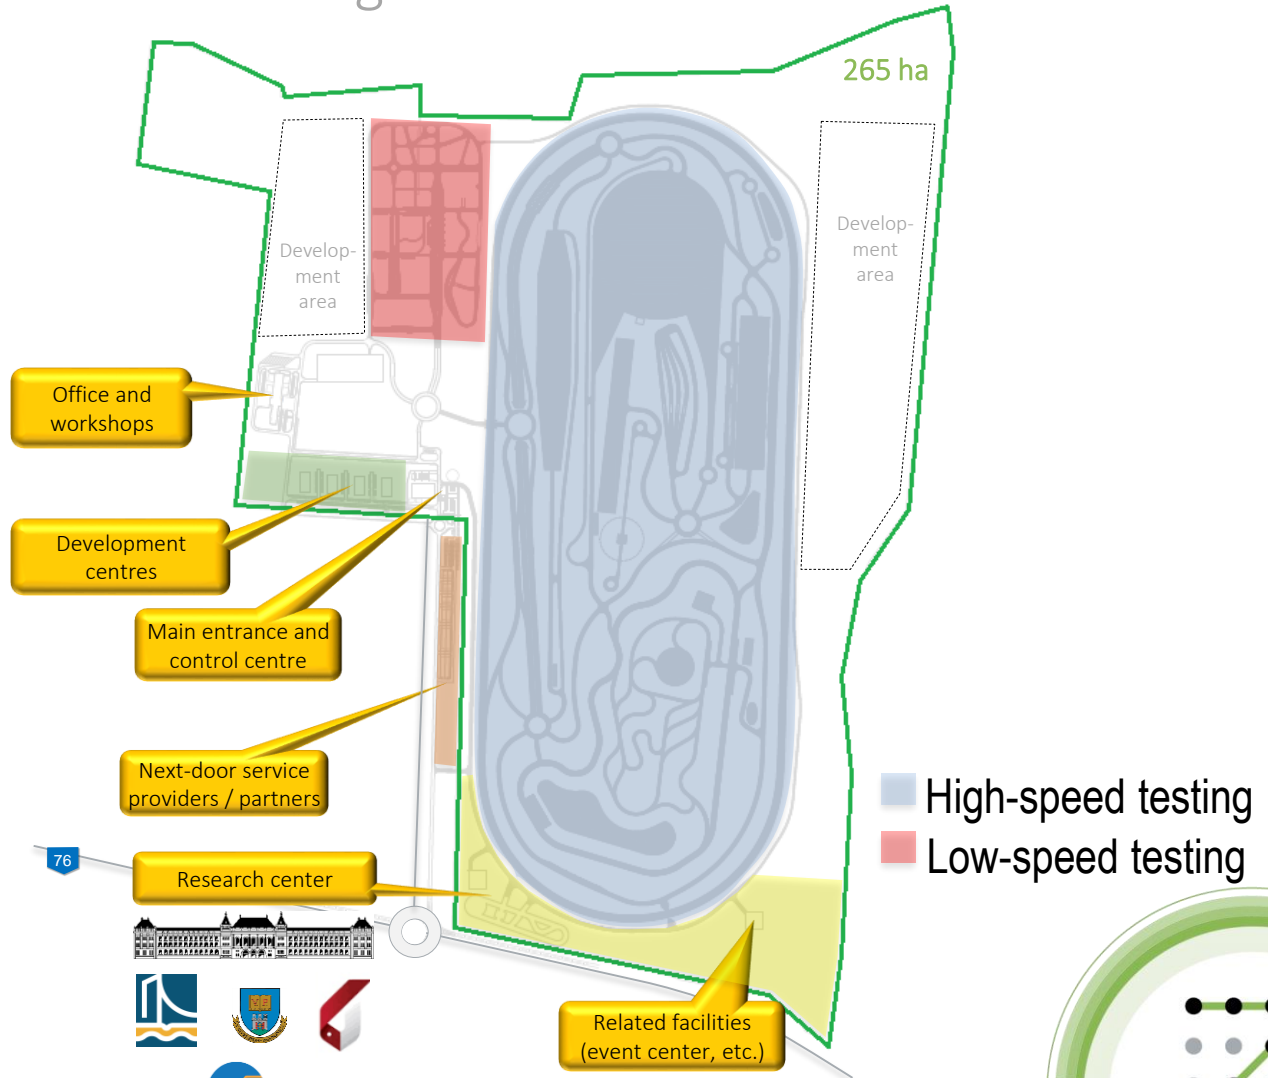 265 ha
Develop-
ment
area
Develop-
ment
area
Office and
workshops
Development
centres
Main entrance and
control centre
Next-door service
providers / partners
High-speed testing
Low-speed testing
76
Research center
Related facilities
(event center, etc.)